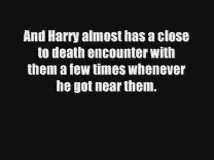 And Harry almost has a close
to death encounter with
them a few times whenever
he got near them.